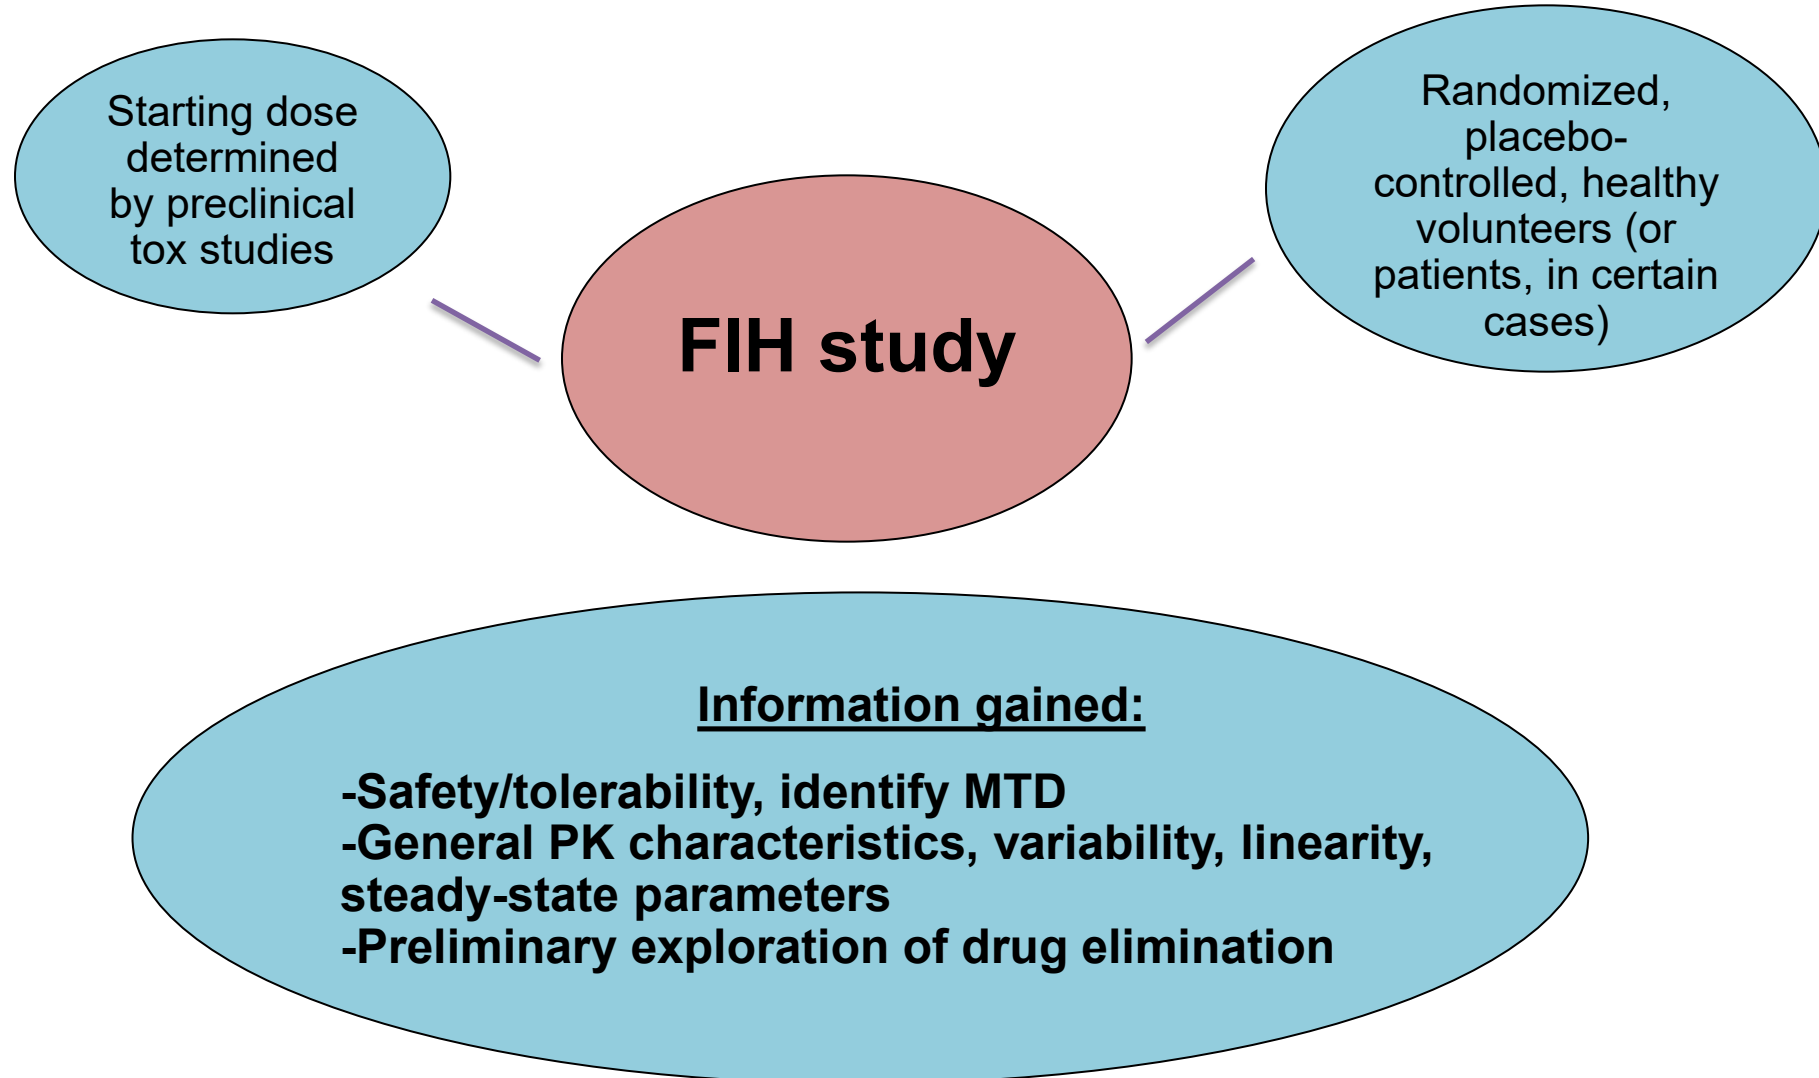 Starting dose
determined
by preclinical
tox studies
Randomized,
placebo-
controlled, healthy
volunteers (or
patients, in certain
cases)
FIH study
Information gained:
-Safety/tolerability, identify MTD
-General PK characteristics, variability, linearity,
steady-state parameters
-Preliminary exploration of drug elimination